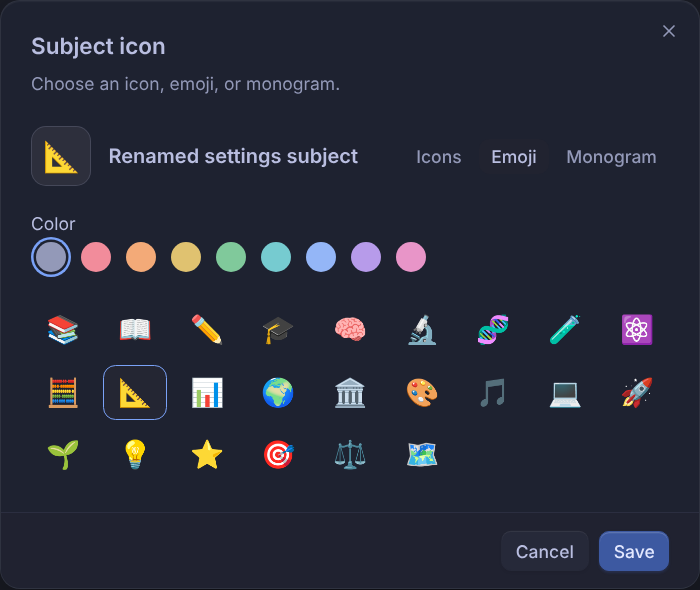 Subject icon
Choose an icon, emoji, or monogram.
Renamed settings subject
Icons
Emoji
Monogram
Color
Cancel
Save